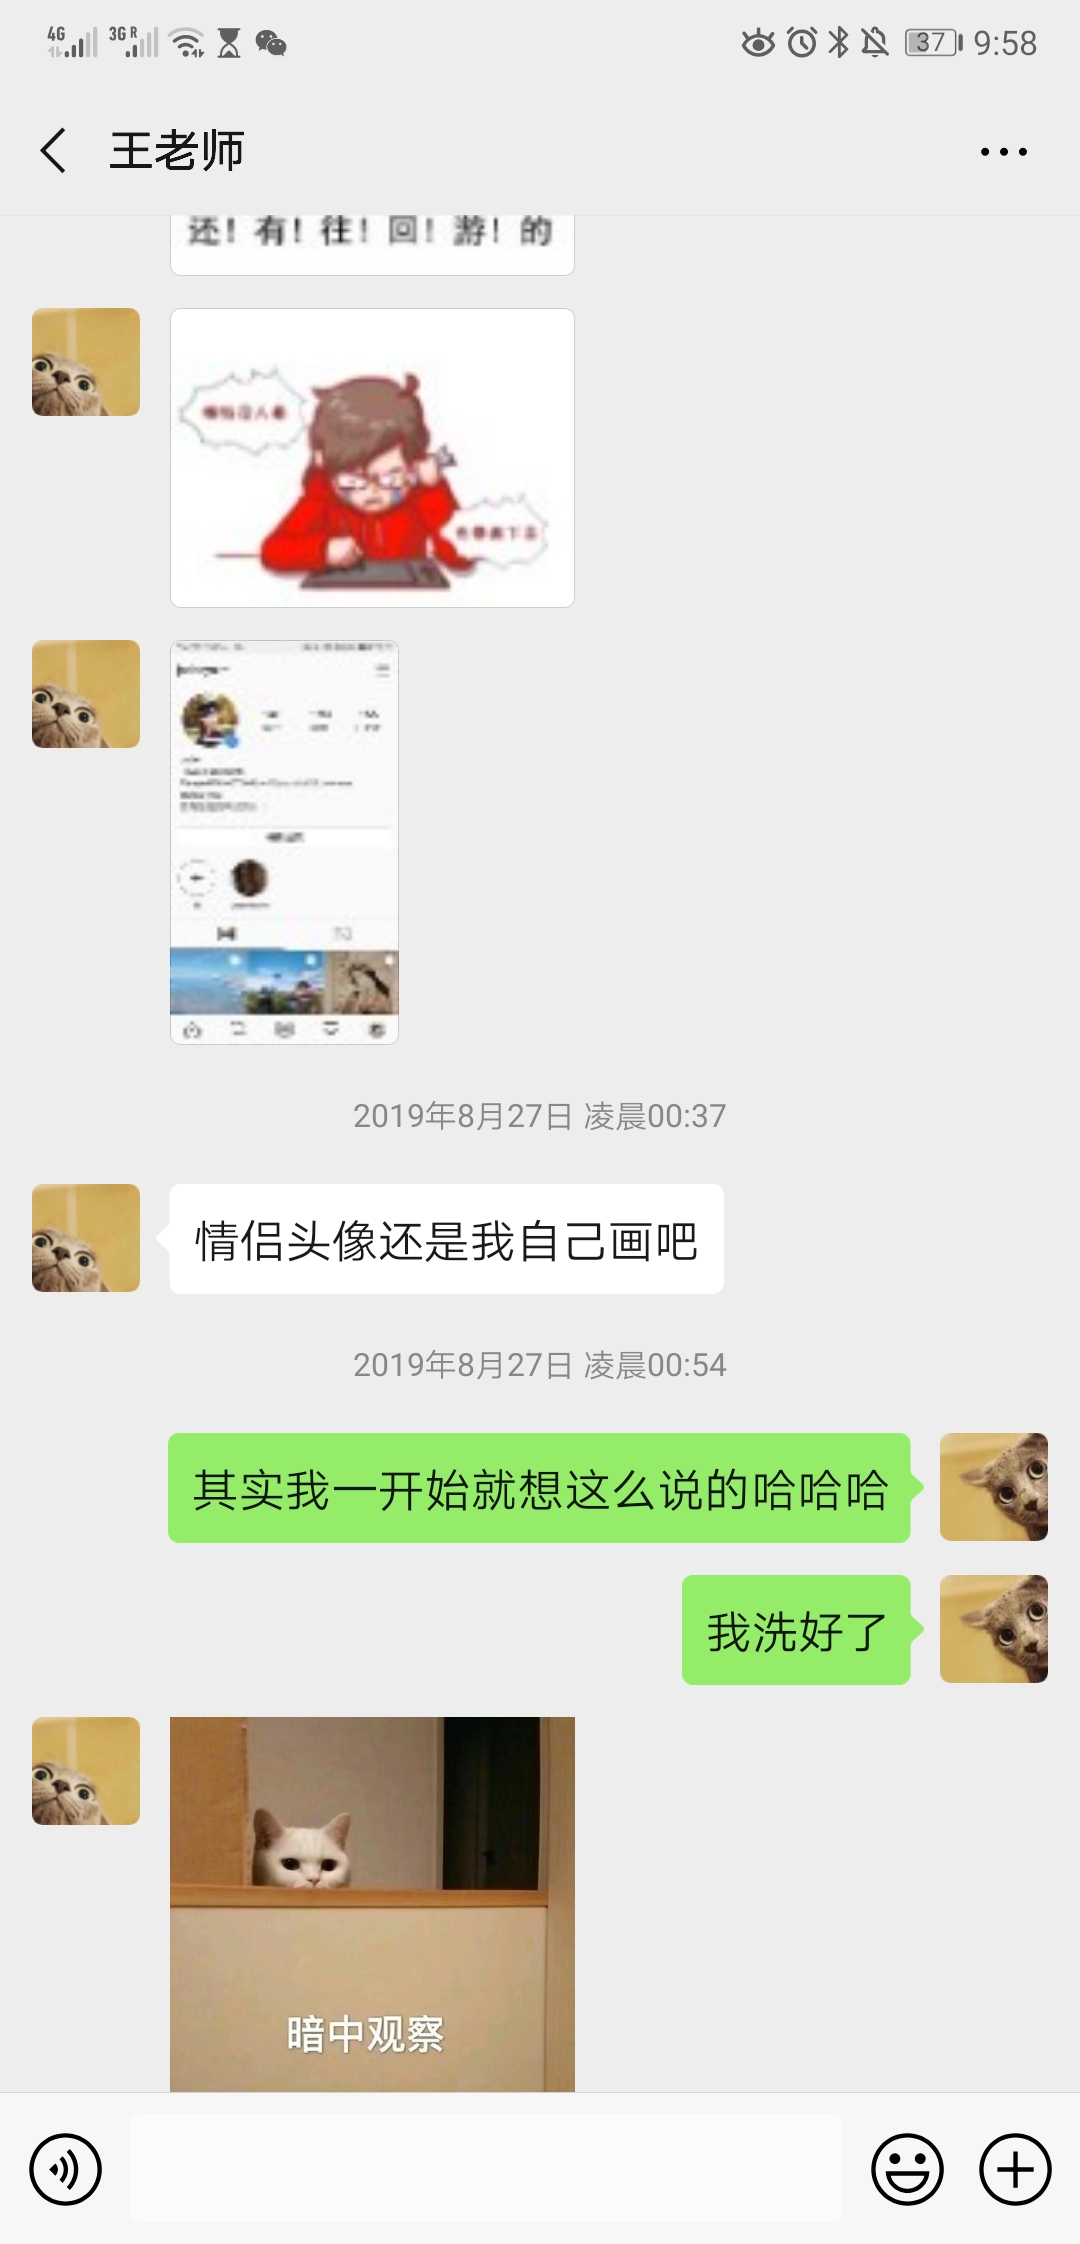 4G
3G R
37
9:58
王老师
还！有！往！回！游！的
2019年8月27日 凌晨00:37
情侣头像还是我自己画吧
2019年8月27日 凌晨00:54
其实我一开始就想这么说的哈哈哈
我洗好了
暗中观察